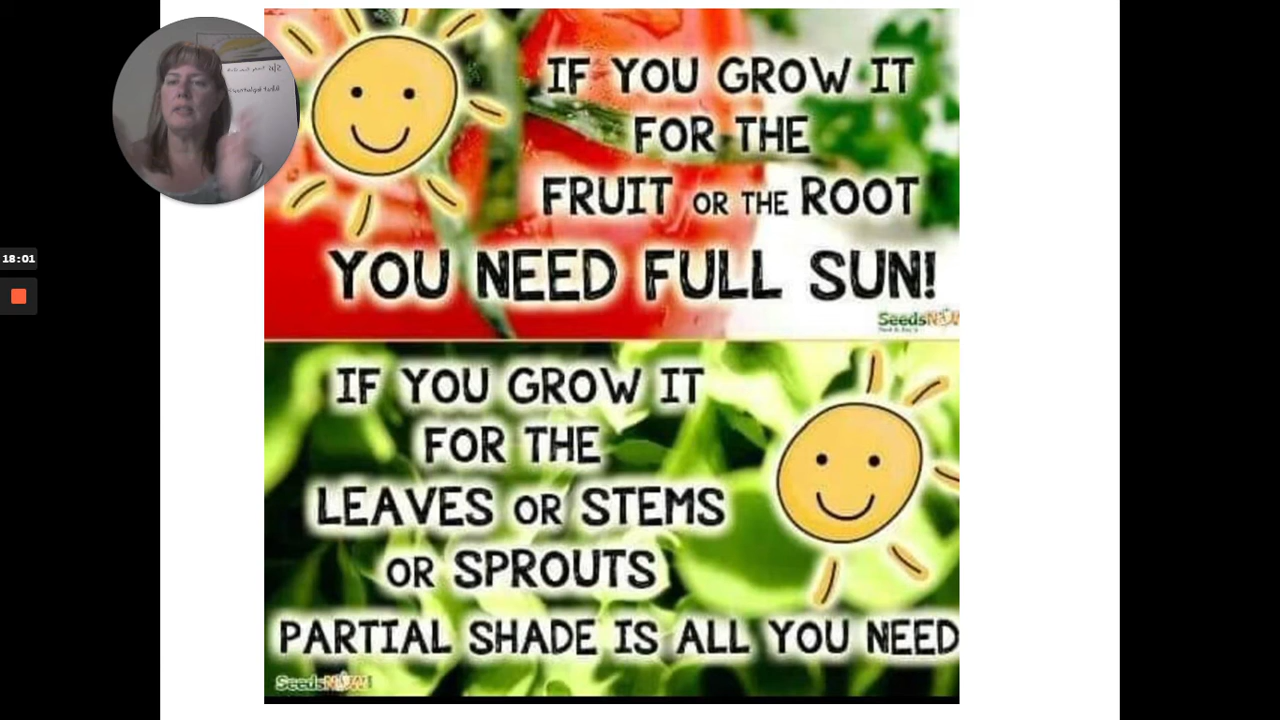 18:01
IF YOU GROW IT
FOR THE
FRUIT OR THE ROOT
YOU NEED FULL SUN!
SeedsNOW
IF YOU GROW IT
FOR THE
LEAVES OR STEMS
OR SPROUTS
PARTIAL SHADE IS ALL YOU NEED
SeedsNOW